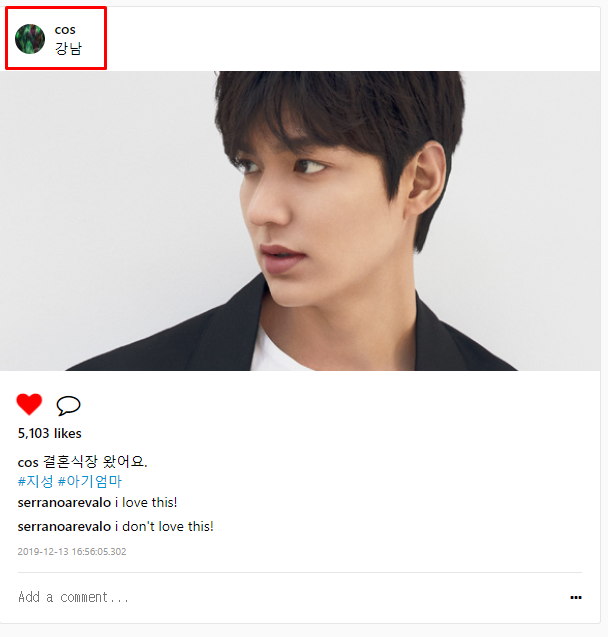 cos
강남
5,103 likes
cos 결혼식장 왔어요.
#지성 #아기엄마
serranoarevalo i love this!
serranoarevalo i don't love this!
2019-12-13 16:56:05.302
Add a comment...